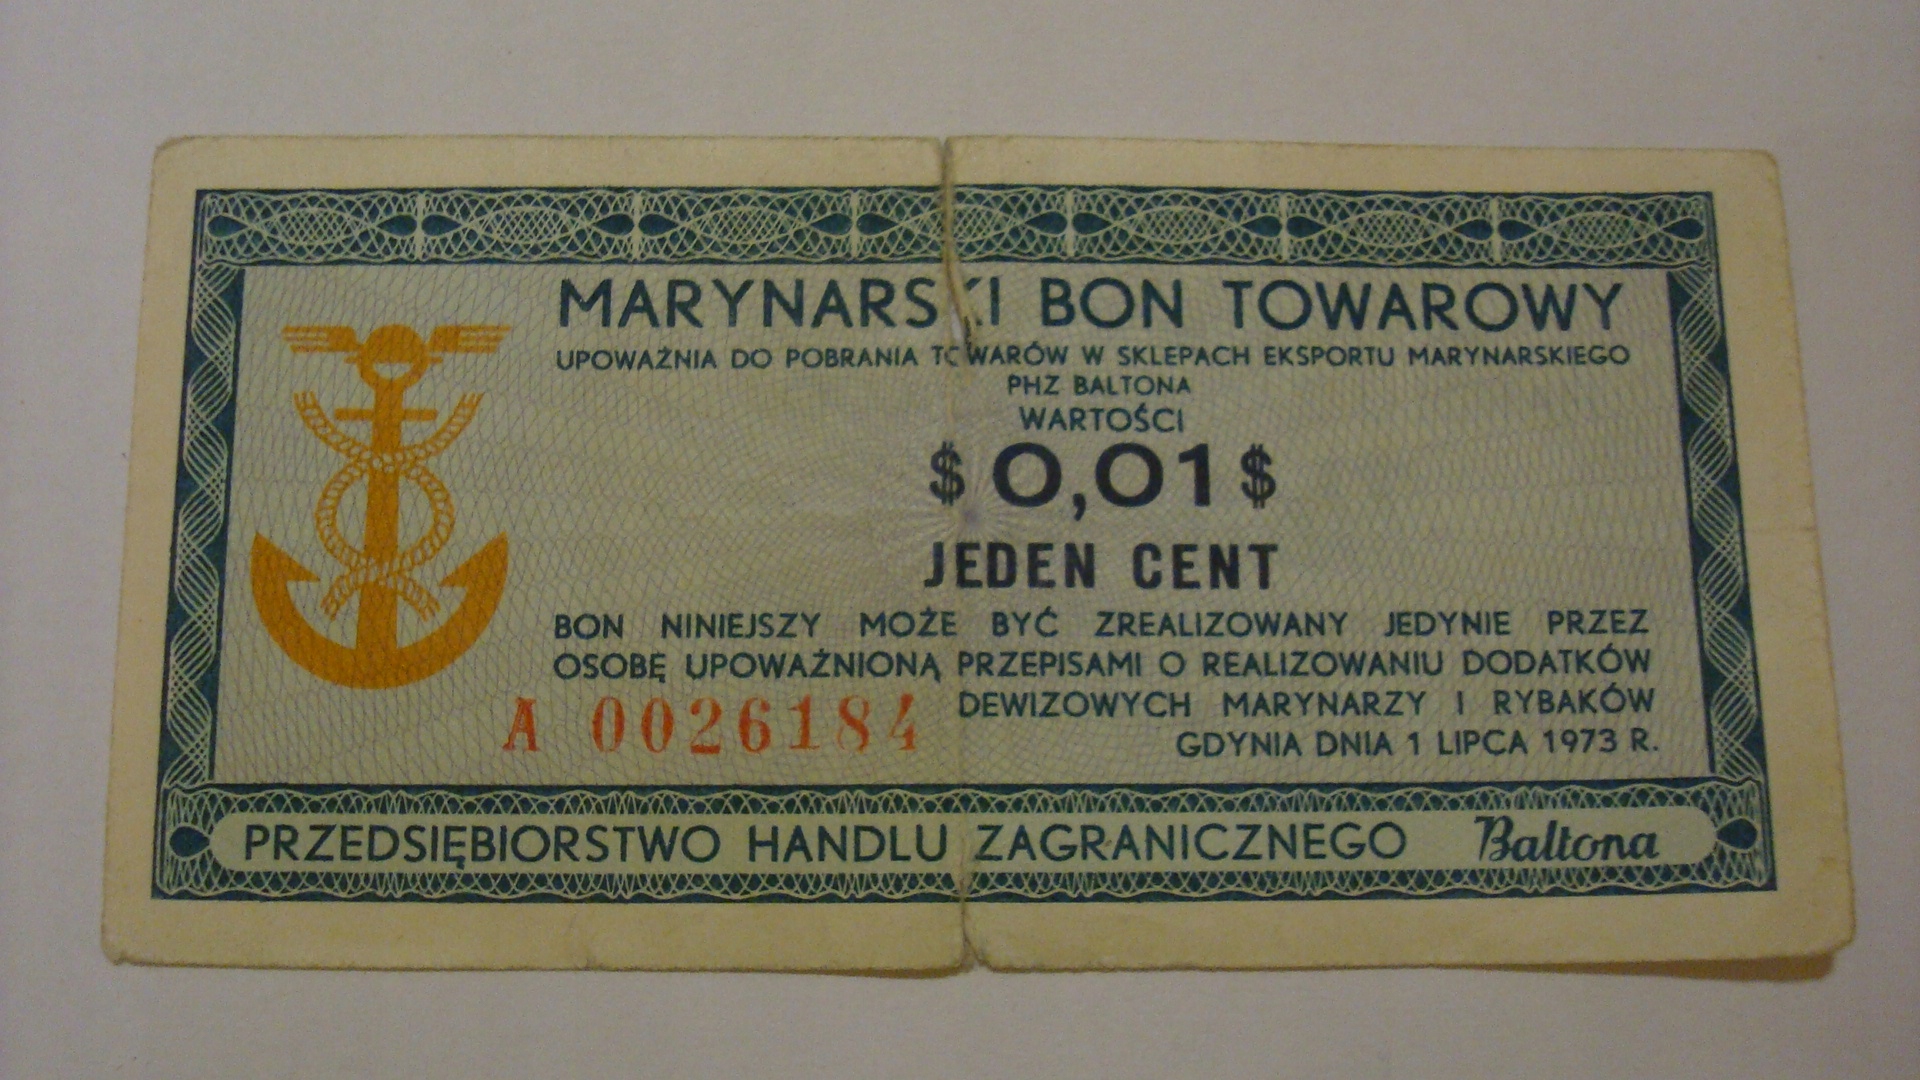 MARYNARSKI BON TOWAROWY
UPOWAŻNIA DO POBRANIA TOWARÓW W SKLEPACH EKSPORTU MARYNARSKIEGO
PHZ BALTONA
WARTOŚCI
$ 0,01 $
JEDEN CENT
BON NINIEJSZY MOŻE BYĆ ZREALIZOWANY JEDYNIE PRZEZ
OSOBĘ UPOWAŻNIONĄ PRZEPISAMI O REALIZOWANIU DODATKÓW
DEWIZOWYCH MARYNARZY I RYBAKÓW
A 0026184
GDYNIA DNIA 1 LIPCA 1973 R.
PRZEDSIĘBIORSTWO HANDLU ZAGRANICZNEGO Baltona